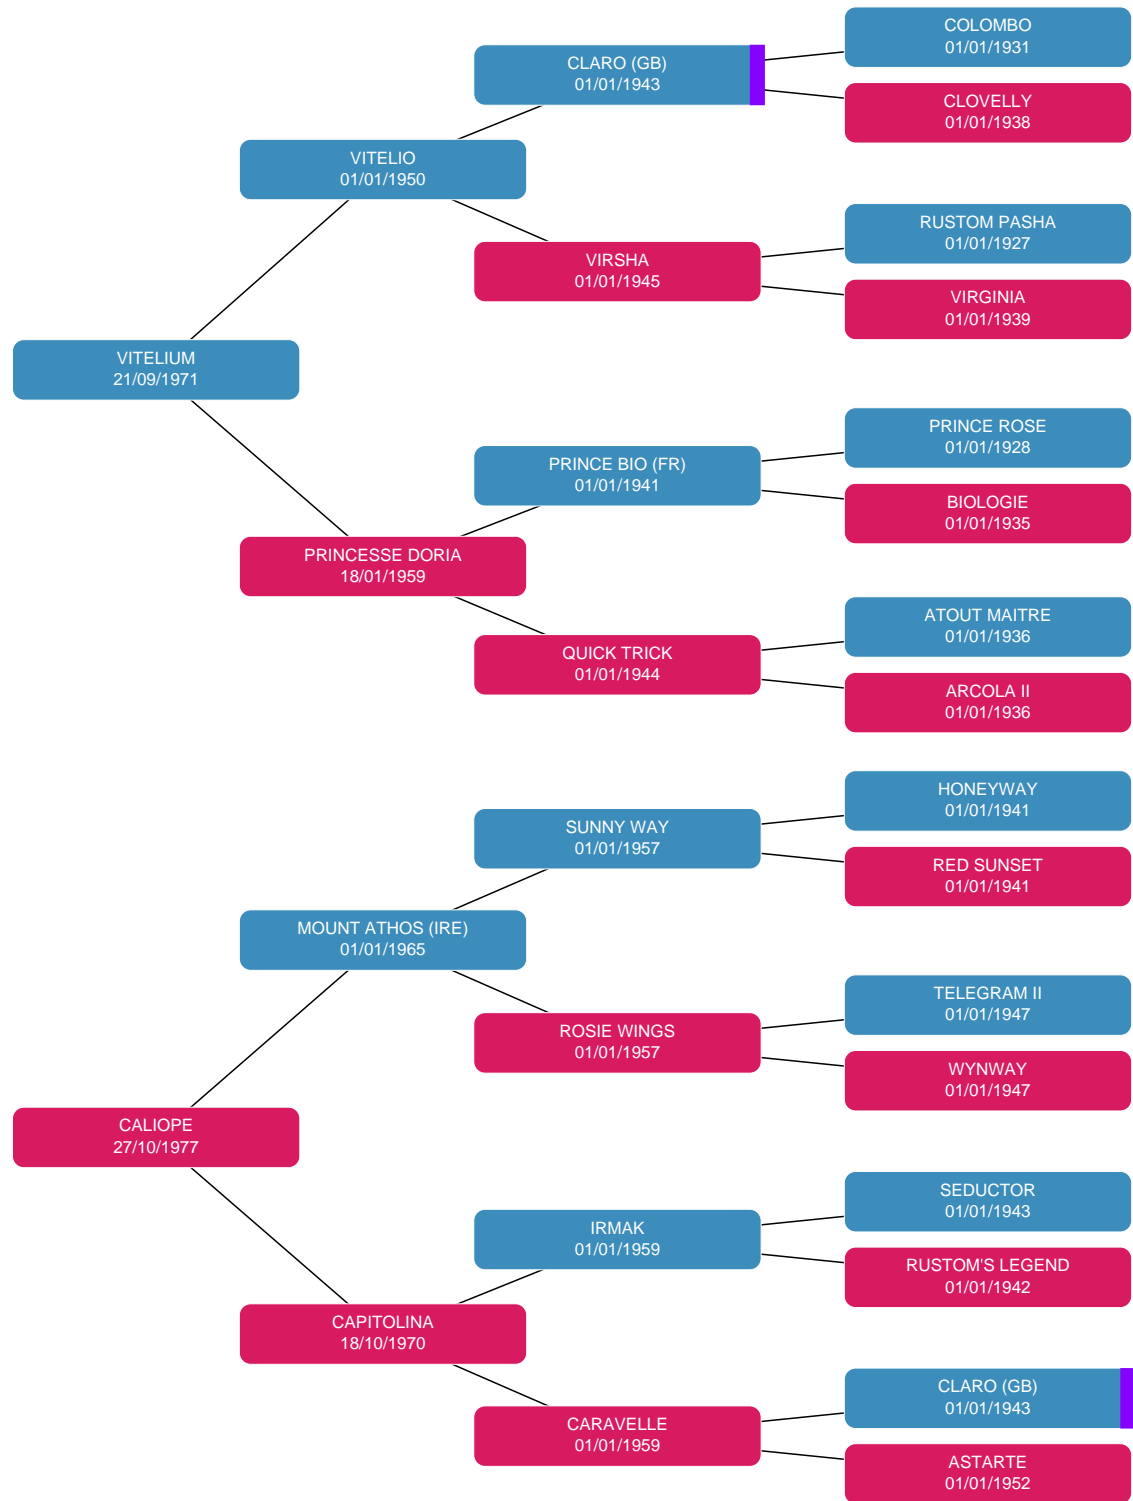 COLOMBO
01/01/1931
CLARO (GB)
01/01/1943
CLOVELLY
01/01/1938
VITELIO
01/01/1950
RUSTOM PASHA
01/01/1927
VIRSHA
01/01/1945
VIRGINIA
01/01/1939
VITELIUM
21/09/1971
PRINCE ROSE
01/01/1928
PRINCE BIO (FR)
01/01/1941
BIOLOGIE
01/01/1935
PRINCESSE DORIA
18/01/1959
ATOUT MAITRE
01/01/1936
QUICK TRICK
01/01/1944
ARCOLA II
01/01/1936
HONEYWAY
01/01/1941
SUNNY WAY
01/01/1957
RED SUNSET
01/01/1941
MOUNT ATHOS (IRE)
01/01/1965
TELEGRAM II
01/01/1947
ROSIE WINGS
01/01/1957
WYNWAY
01/01/1947
CALIOPE
27/10/1977
SEDUCTOR
01/01/1943
IRMAK
01/01/1959
RUSTOM'S LEGEND
01/01/1942
CAPITOLINA
18/10/1970
CLARO (GB)
01/01/1943
CARAVELLE
01/01/1959
ASTARTE
01/01/1952